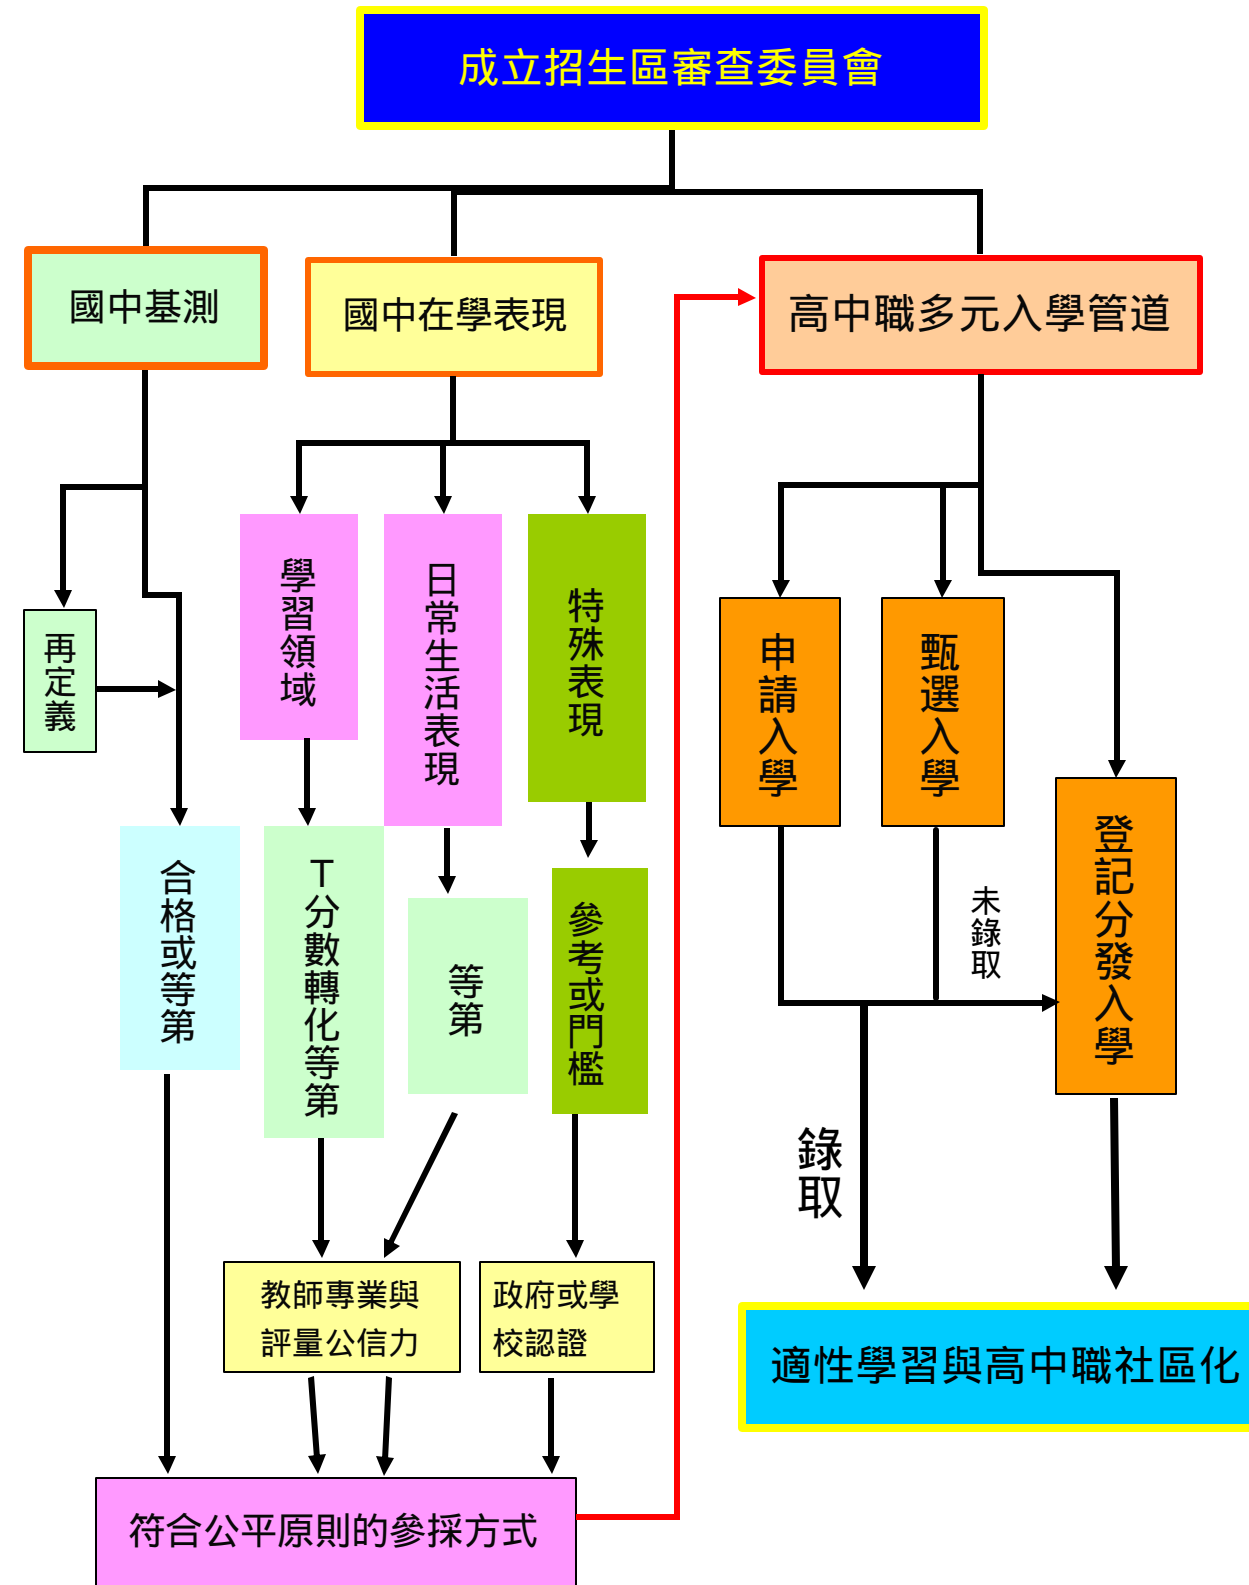 成立招生區審查委員會
國中基測
國中在學表現
高中職多元入學管道
再定義
學習領域
日常生活表現
特殊表現
申請入學
甄選入學
登記分發入學
合格或等第
T分數轉化等第
等第
參考或門檻
未錄取
錄取
教師專業與
評量公信力
政府或學
校認證
適性學習與高中職社區化
符合公平原則的參採方式